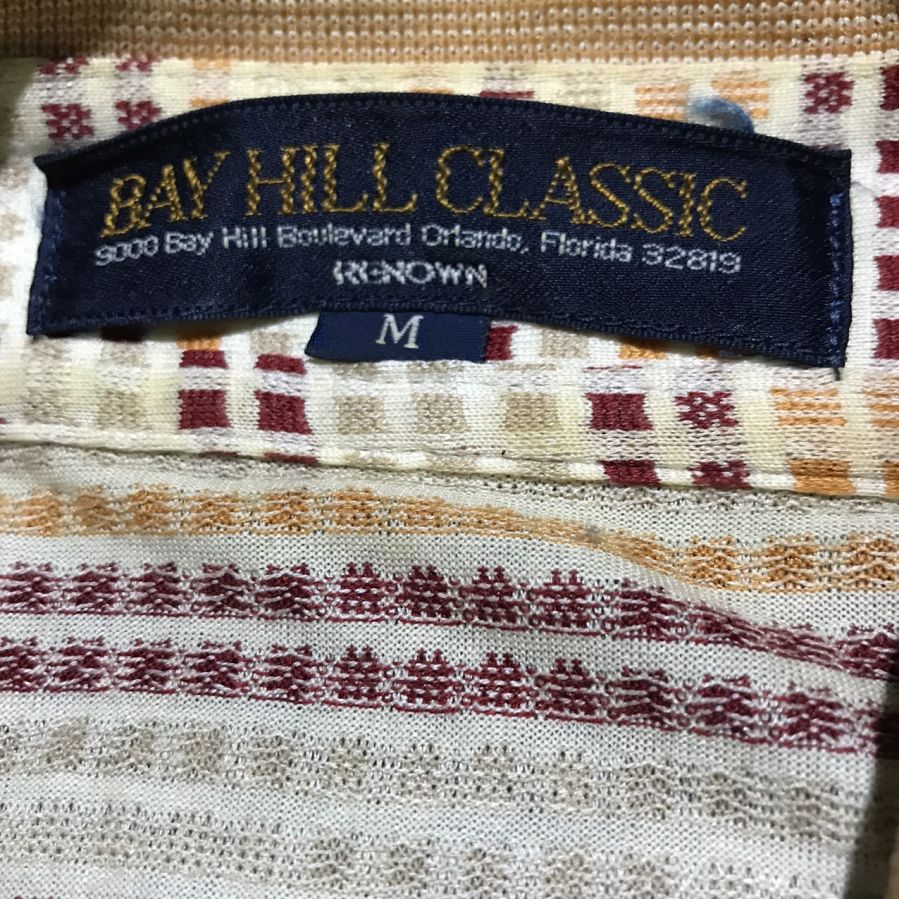 BAY HILL CLASSIC
9000 Bay Hill Boulevard Orlando, Florida 32819
RENOWN
M